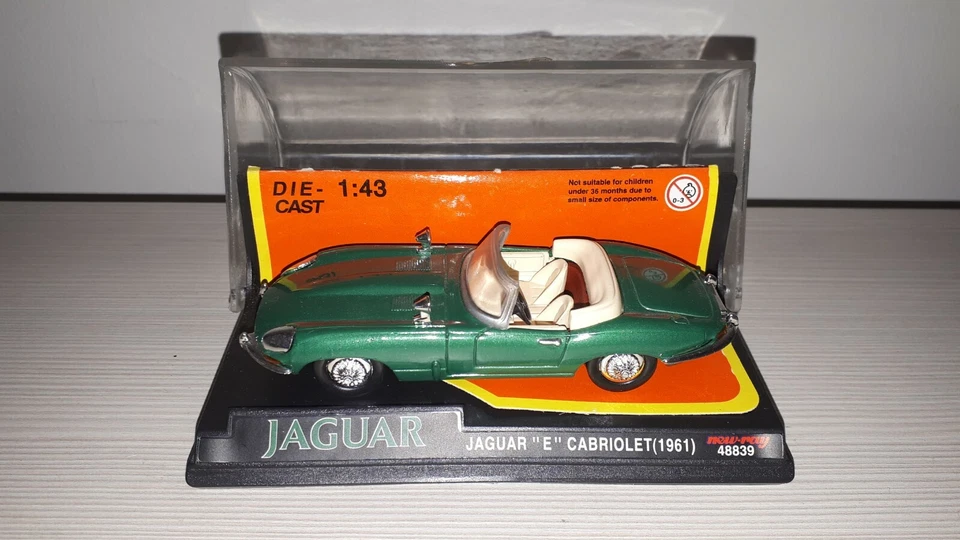 DIE- 1:43
CAST
Not suitable for children
under 36 months due to
small size of components.
0-3
JAGUAR
JAGUAR "E" CABRIOLET(1961)
new-ray
48839